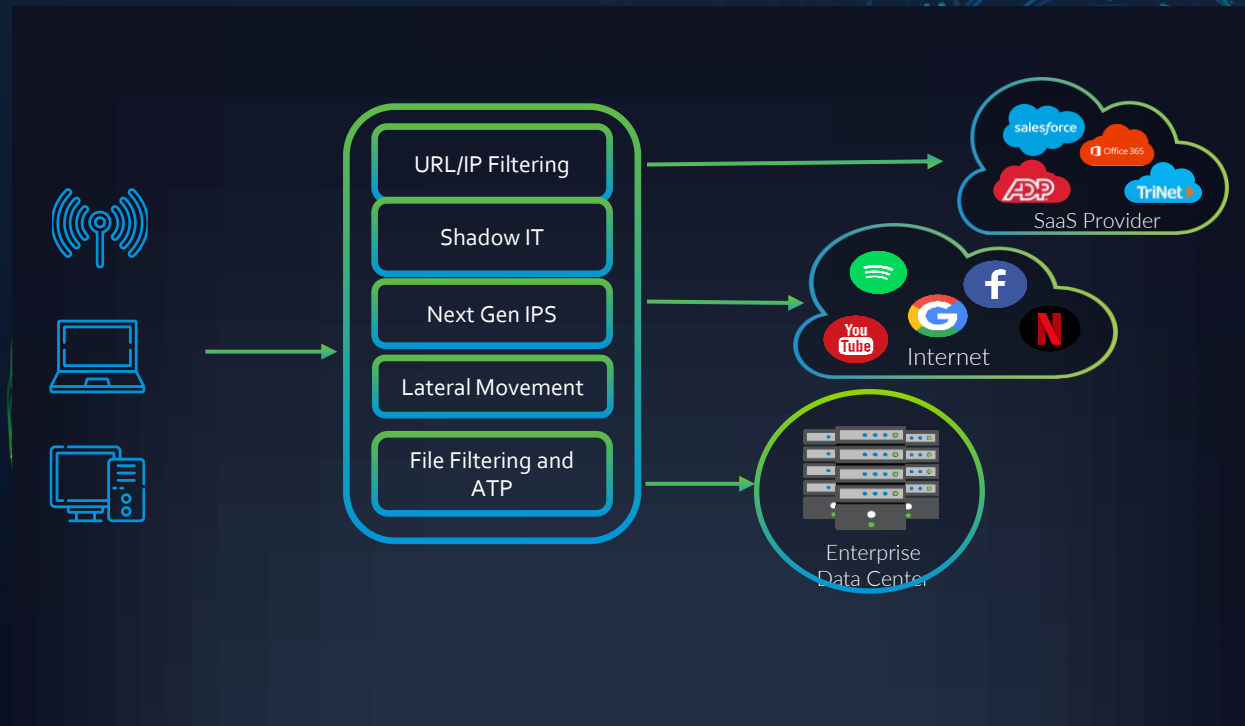 URL/IP Filtering
Shadow IT
Next Gen IPS
Lateral Movement
File Filtering and
ATP
salesforce
Office 365
ADP
TriNet
SaaS Provider
f
G
You
Tube
N
Internet
Enterprise
Data Center